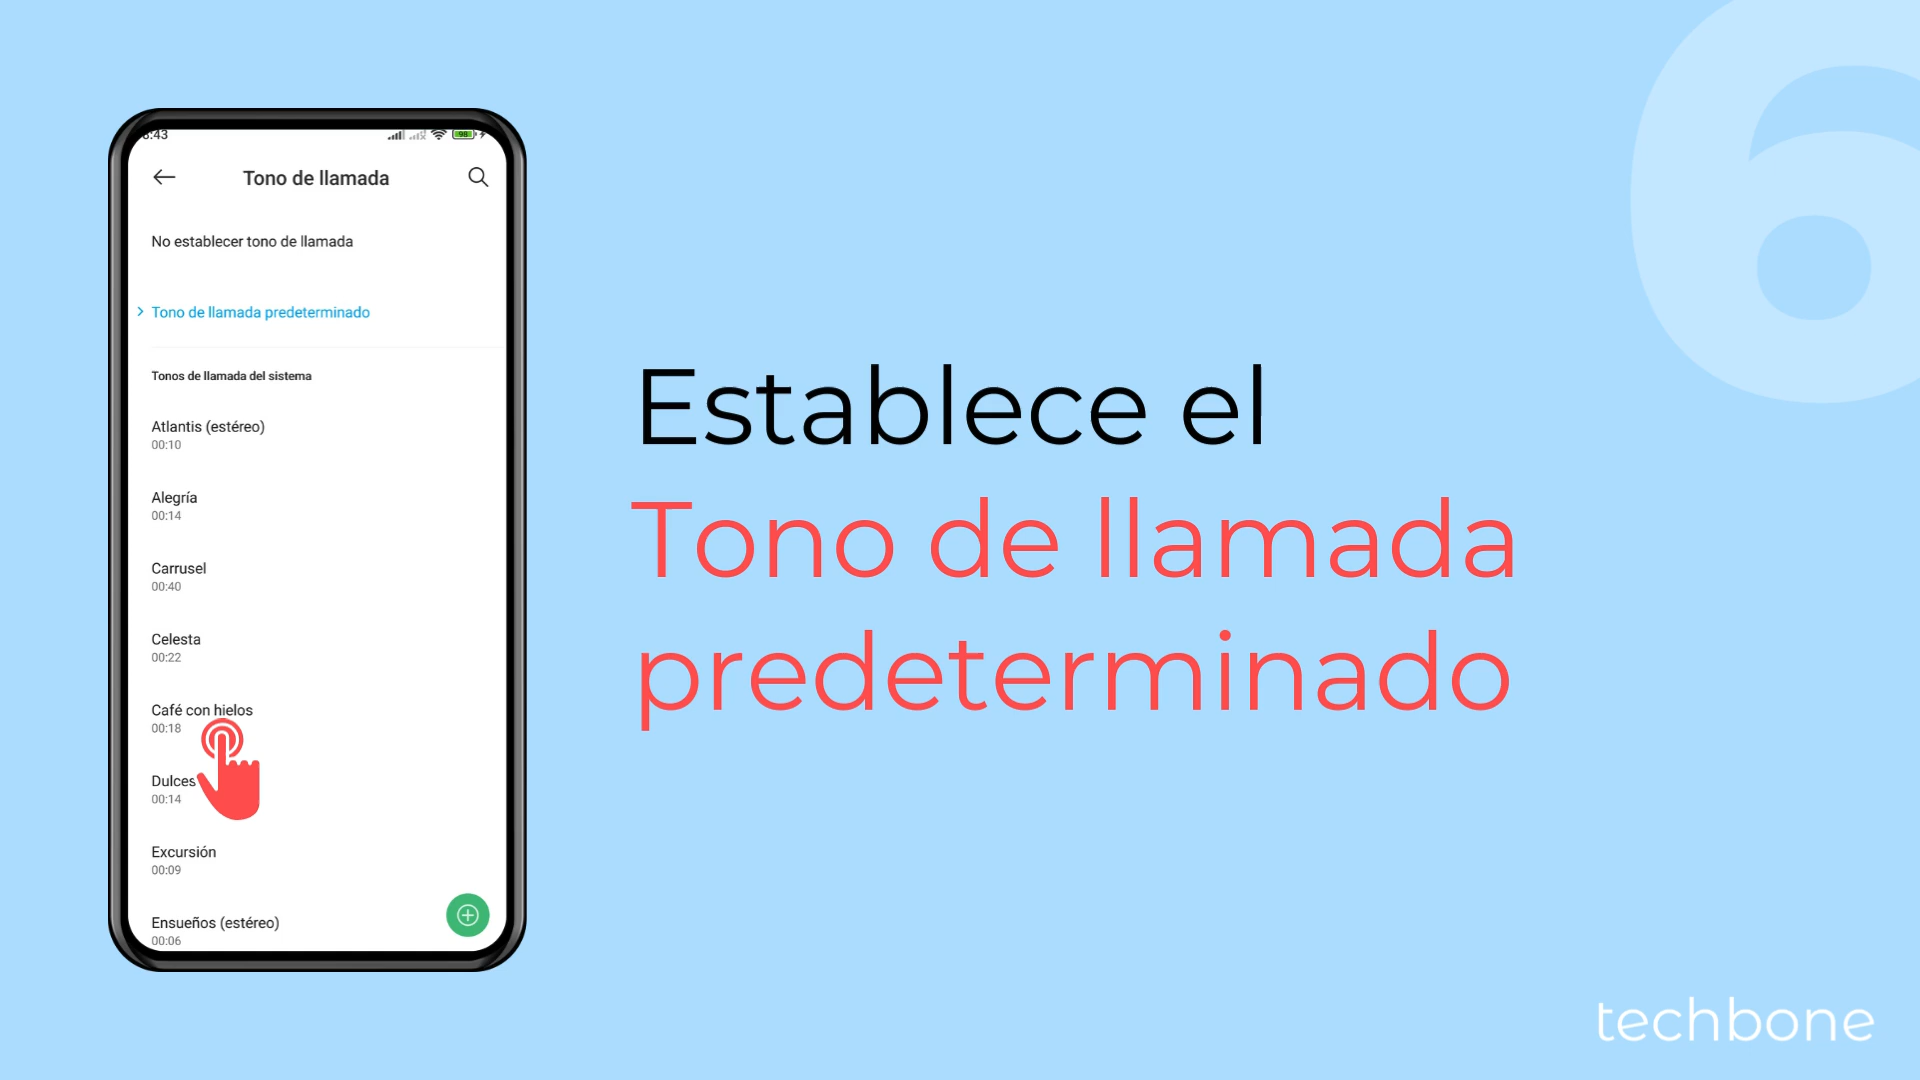 6
8:43
98
Tono de llamada
No establecer tono de llamada
Tono de llamada predeterminado
Tonos de llamada del sistema
Atlantis (estéreo)
00:10
Alegría
00:14
Carrusel
00:40
Celesta
00:22
Café con hielos
00:18
Dulces
00:14
Excursión
00:09
Ensueños (estéreo)
00:06
Establece el
Tono de llamada
predeterminado
techbone